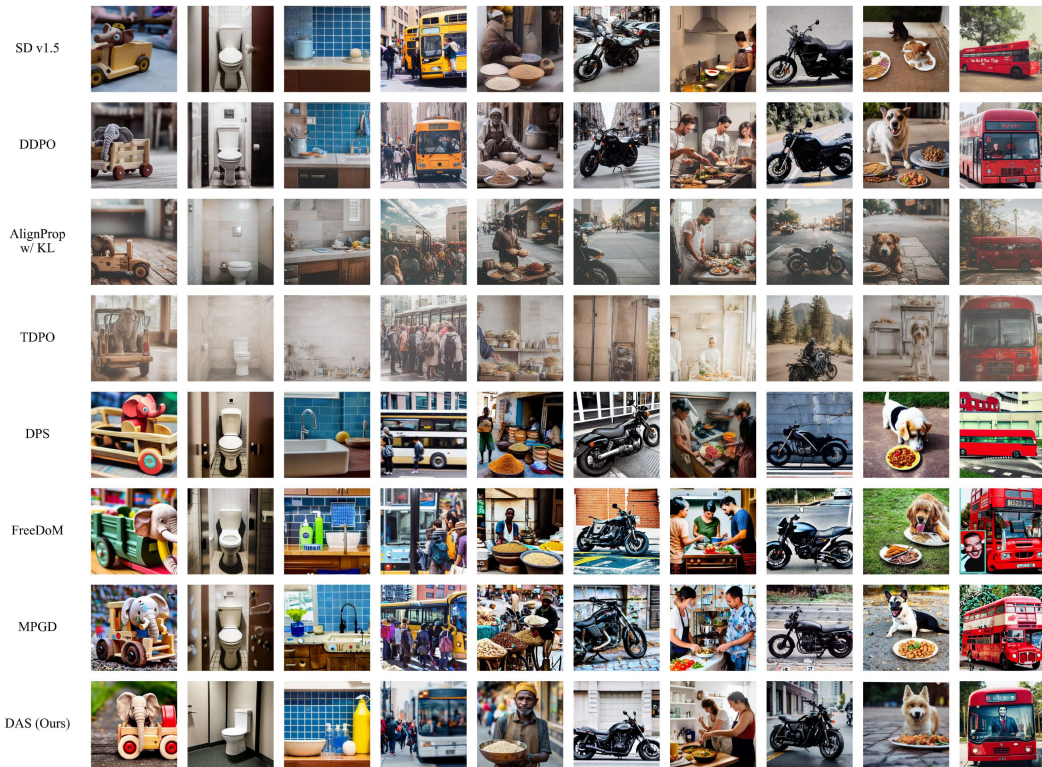 SD v1.5
DDPO
AlignProp
w/ KL
TDPO
DPS
FreeDoM
MPGD
DAS (Ours)